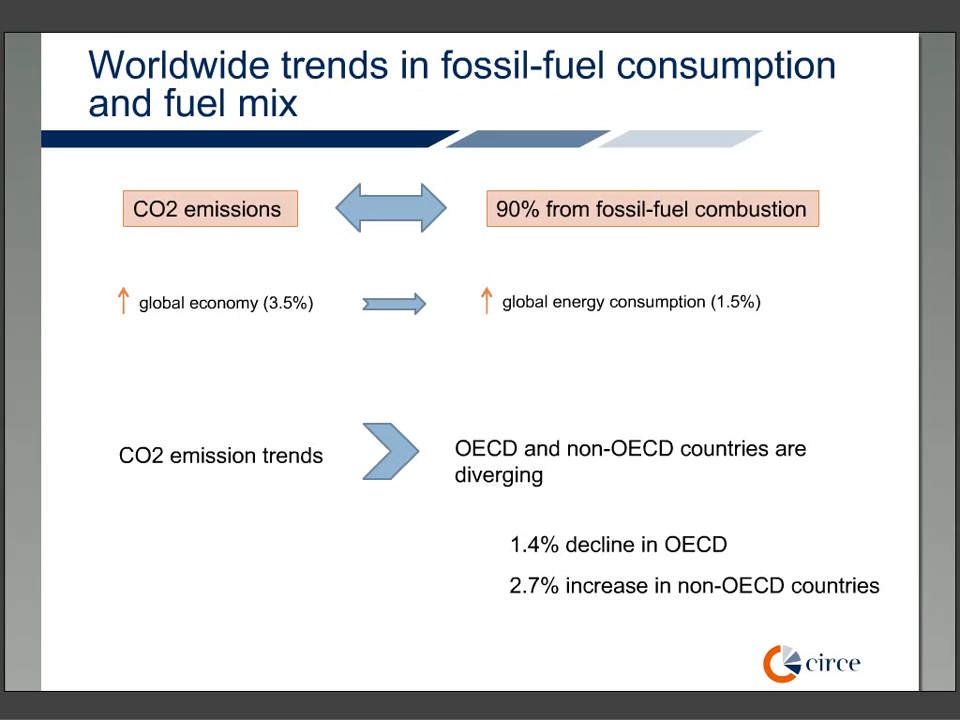 Worldwide trends in fossil-fuel consumption
and fuel mix
CO2 emissions
90% from fossil-fuel combustion
global economy (3.5%)
global energy consumption (1.5%)
CO2 emission trends
OECD and non-OECD countries are
diverging
1.4% decline in OECD
2.7% increase in non-OECD countries
circe